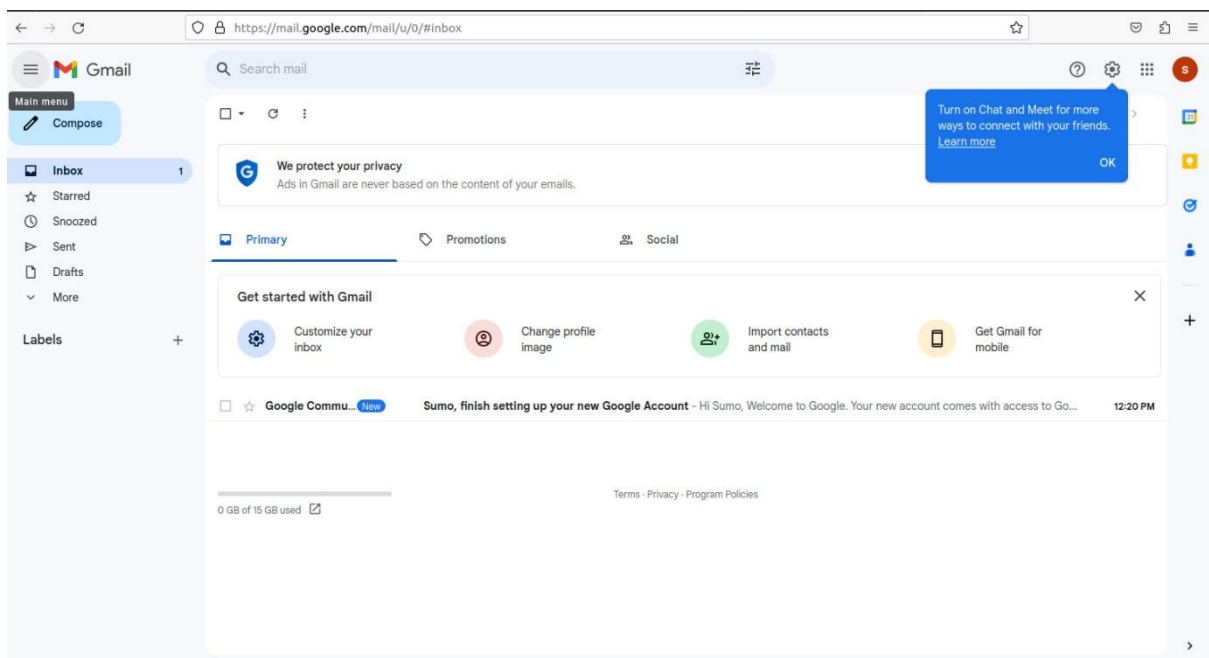 https://mail.google.com/mail/u/0/#inbox
Gmail
Search mail
S
Main menu
Compose
Turn on Chat and Meet for more
ways to connect with your friends.
Learn more
OK
31
Inbox 1
Starred
Snoozed
Sent
Drafts
More
Labels
G
We protect your privacy
Ads in Gmail are never based on the content of your emails.
Primary Promotions Social
Get started with Gmail
Customize your
inbox
Change profile
image
Import contacts
and mail
Get Gmail for
mobile
Google Commu... New Sumo, finish setting up your new Google Account - Hi Sumo, Welcome to Google. Your new account comes with access to Go... 12:20 PM
0 GB of 15 GB used
Terms · Privacy · Program Policies